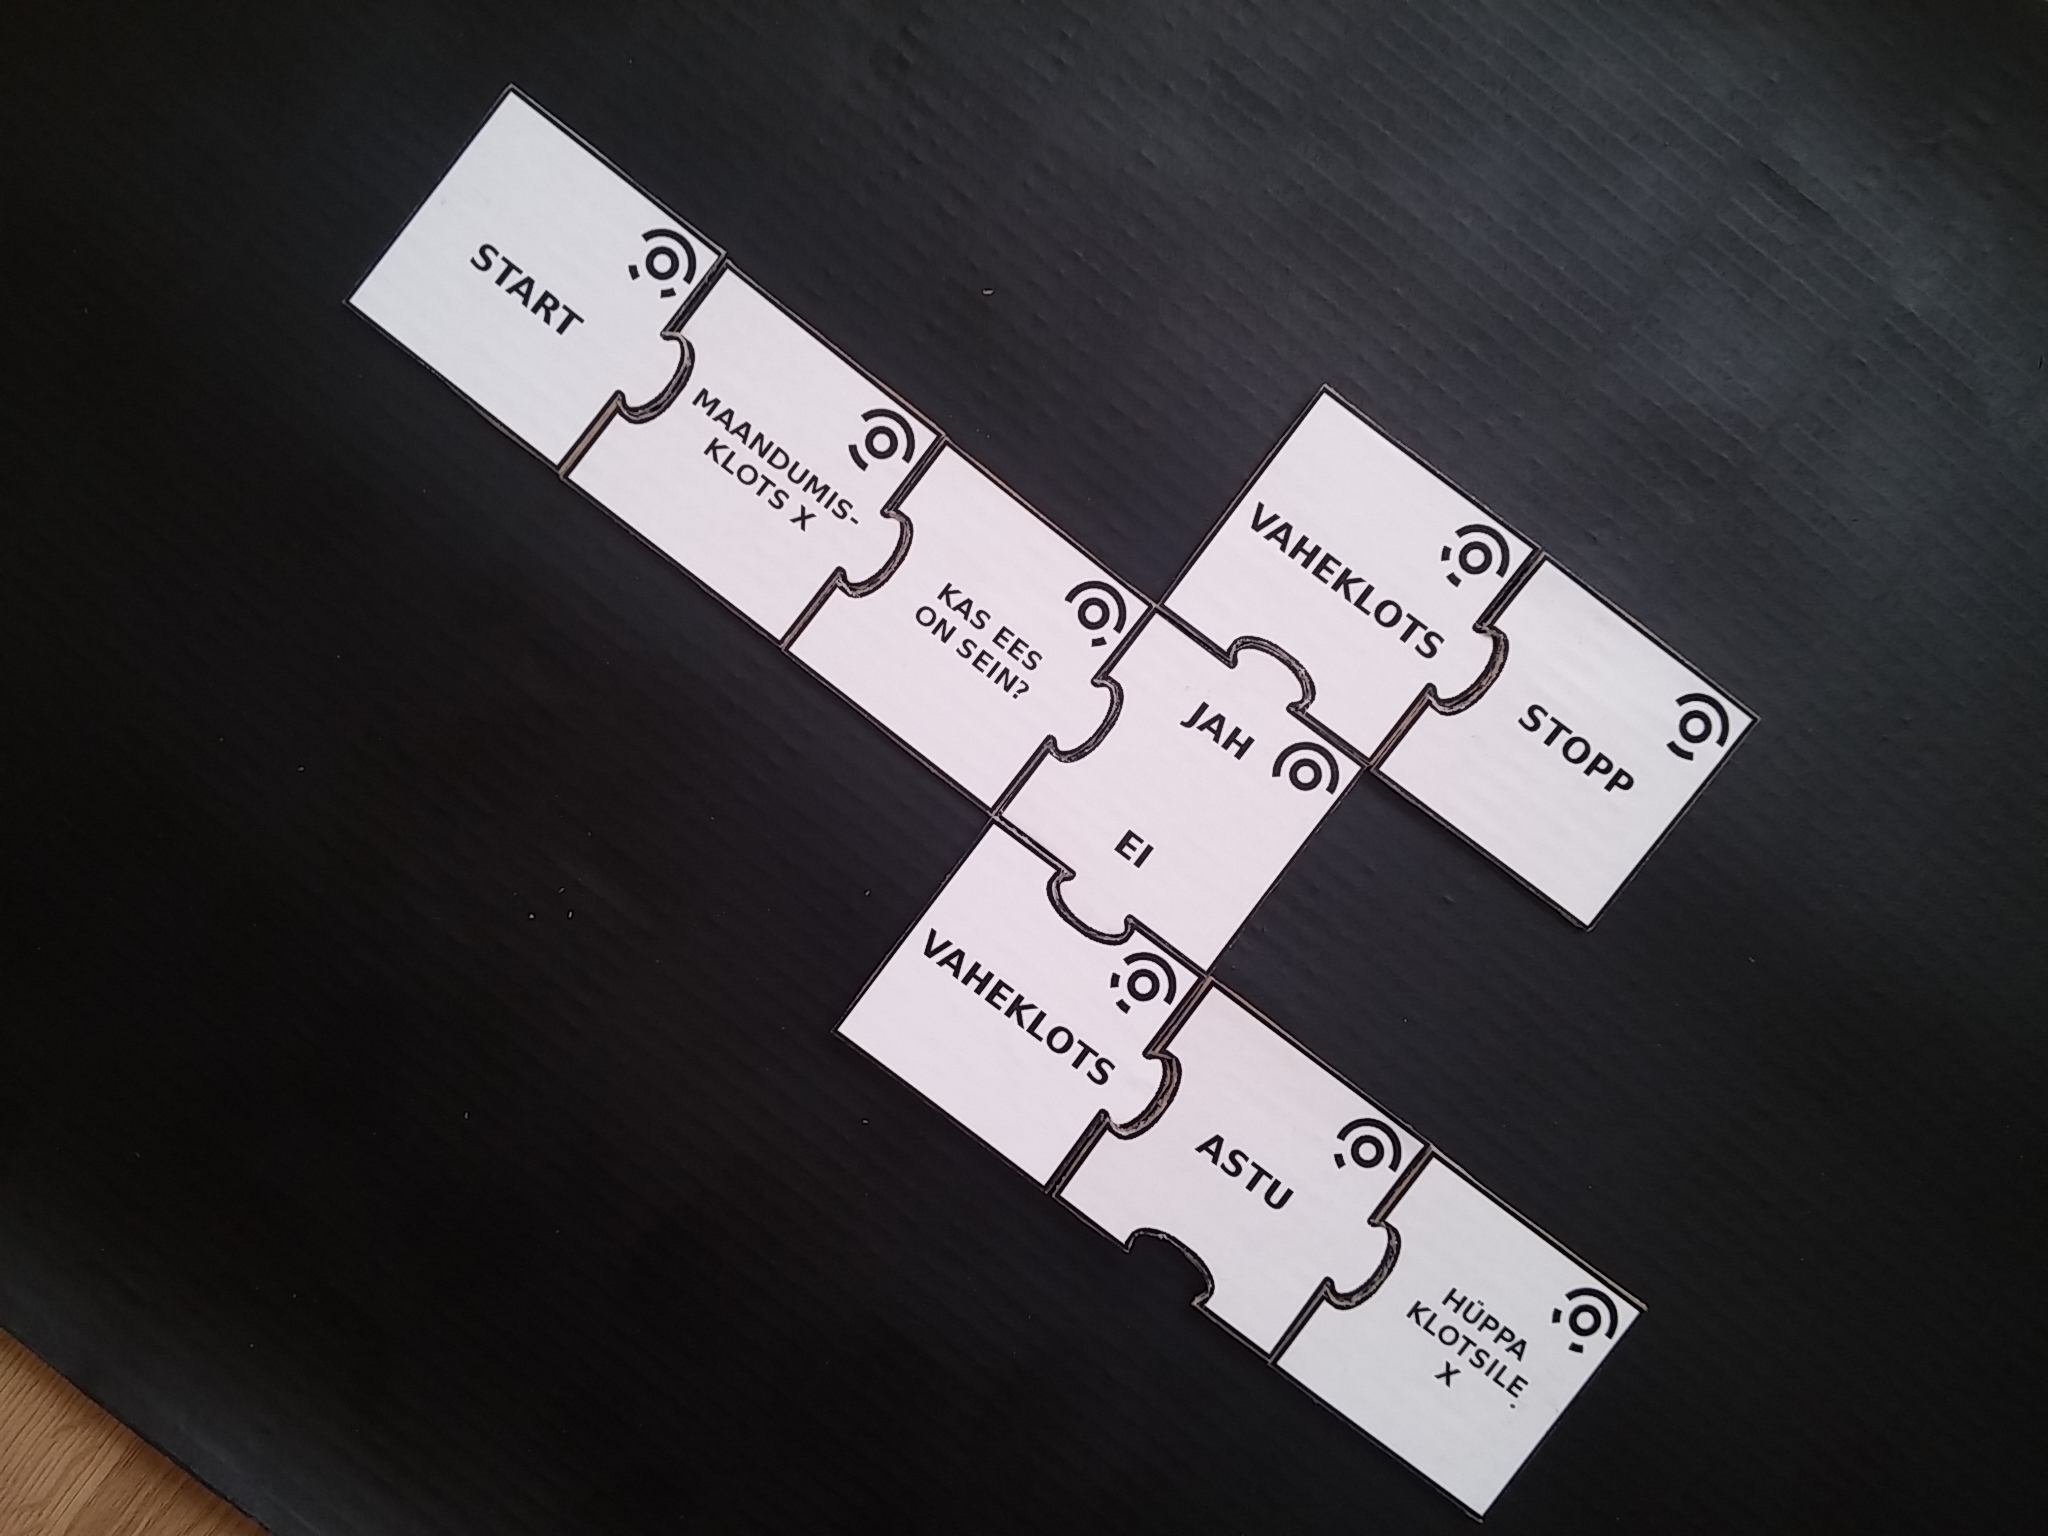 START
MAANDUMIS-
KLOTS X
KAS EES
ON SEIN?
JAH
EI
VAHEKLOTS
STOPP
VAHEKLOTS
ASTU
HÜPPA
KLOTSILE
X